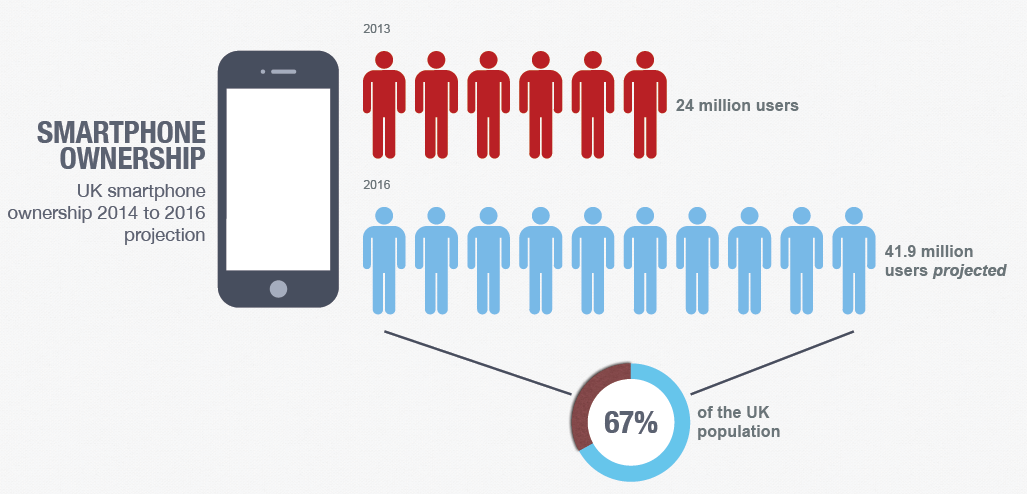 SMARTPHONE
OWNERSHIP
UK smartphone
ownership 2014 to 2016
projection
2013
24 million users
2016
41.9 million
users projected
67%
of the UK
population